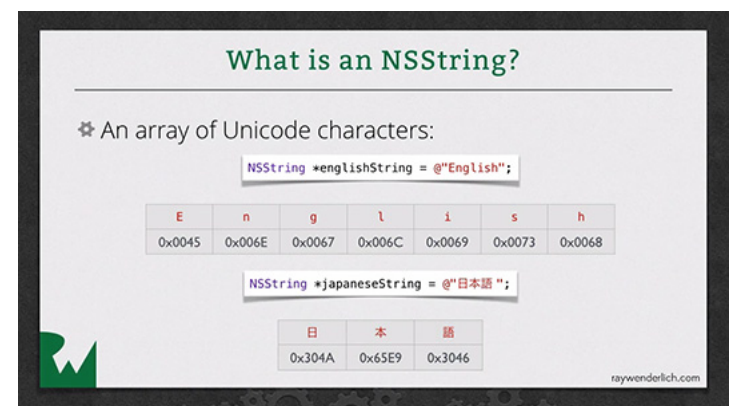 What is an NSString?
An array of Unicode characters:
NSString *englishString = @"English";
E n g l i s h
0x0045 0x006E 0x0067 0x006C 0x0069 0x0073 0x0068
NSString *japaneseString = @"日本語";
日 本 語
0x304A 0x65E9 0x3046
raywenderlich.com